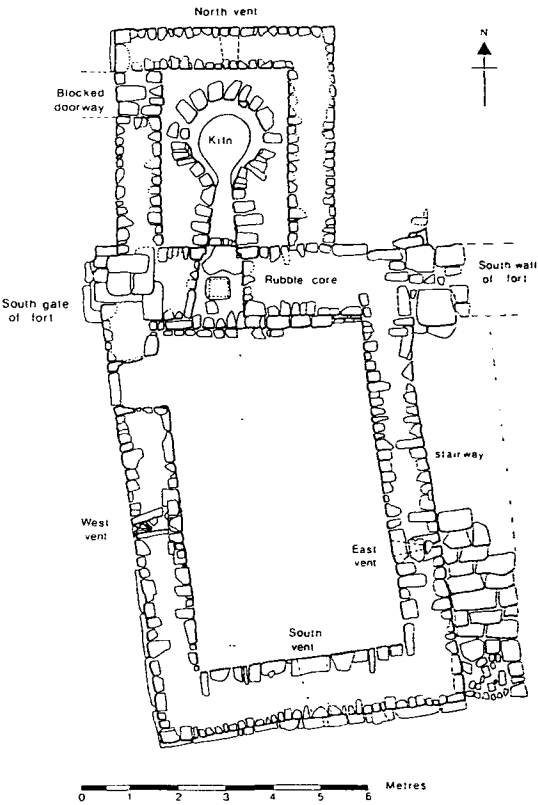 North vent
N
Blocked
doorway
Kiln
South gate
of fort
Rubble core
South wall
of fort
stairway
West
vent
East
vent
South
vent
Metres
0 1 2 3 4 5 6